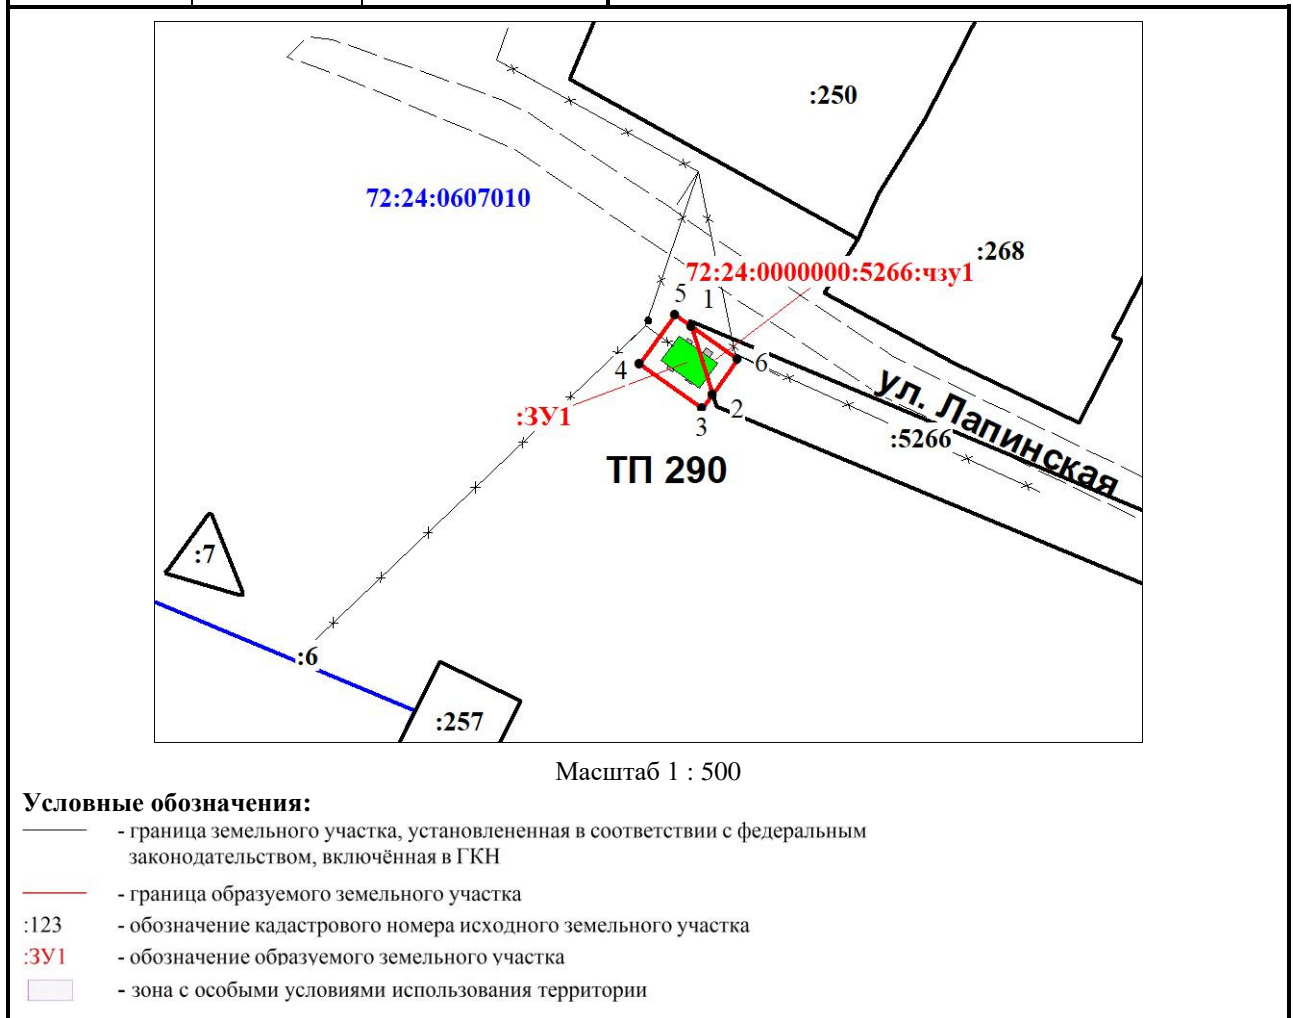 :250
72:24:0607010
:268
72:24:0000000:5266:чзу1
5
1
6
4
ул. Лапинская
:ЗУ1
2
3
:5266
ТП 290
:7
:6
:257
Масштаб 1 : 500
Условные обозначения:
- граница земельного участка, установлененная в соответствии с федеральным
законодательством, включённая в ГКН
- граница образуемого земельного участка
:123 - обозначение кадастрового номера исходного земельного участка
:ЗУ1 - обозначение образуемого земельного участка
- зона с особыми условиями использования территории